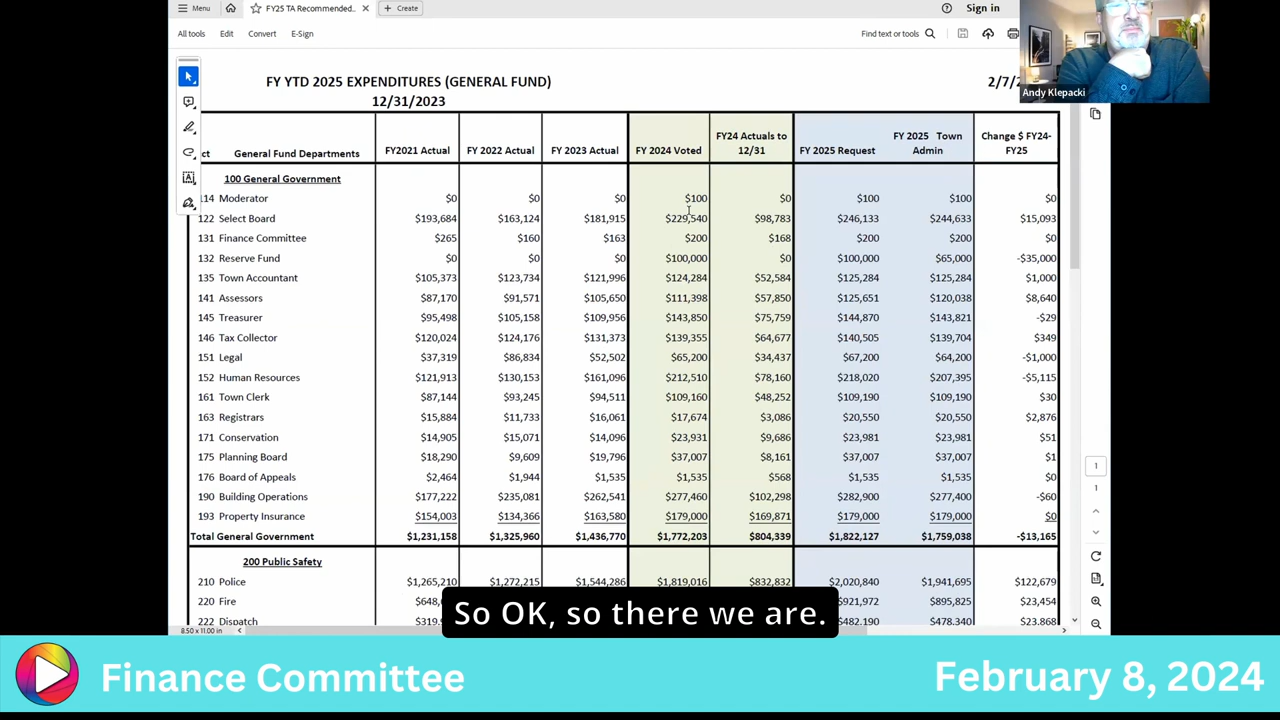 Menu FY25 TA Recommended... Create Sign in
All tools Edit Convert E-Sign Find text or tools
FY YTD 2025 EXPENDITURES (GENERAL FUND) 2/7/2
12/31/2023
Andy Klepacki
ct General Fund Departments FY2021 Actual FY 2022 Actual FY 2023 Actual FY 2024 Voted FY24 Actuals to 12/31 FY 2025 Request FY 2025 Town Admin Change $ FY24-FY25
100 General Government
114 Moderator $0 $0 $0 $100 $0 $100 $100 $0
122 Select Board $193,684 $163,124 $181,915 $229,540 $98,783 $246,133 $244,633 $15,093
131 Finance Committee $265 $160 $163 $200 $168 $200 $200 $0
132 Reserve Fund $0 $0 $0 $100,000 $0 $100,000 $65,000 -$35,000
135 Town Accountant $105,373 $123,734 $121,996 $124,284 $52,584 $125,284 $125,284 $1,000
141 Assessors $87,170 $91,571 $105,650 $111,398 $57,850 $125,651 $120,038 $8,640
145 Treasurer $95,498 $105,158 $109,956 $143,850 $75,759 $144,870 $143,821 -$29
146 Tax Collector $120,024 $124,176 $131,373 $139,355 $64,677 $140,505 $139,704 $349
151 Legal $37,319 $86,834 $52,502 $65,200 $34,437 $67,200 $64,200 -$1,000
152 Human Resources $121,913 $130,153 $161,096 $212,510 $78,160 $218,020 $207,395 -$5,115
161 Town Clerk $87,144 $93,245 $94,511 $109,160 $48,252 $109,190 $109,190 $30
163 Registrars $15,884 $11,733 $16,061 $17,674 $3,086 $20,550 $20,550 $2,876
171 Conservation $14,905 $15,071 $14,096 $23,931 $9,686 $23,981 $23,981 $51
175 Planning Board $18,290 $9,609 $19,796 $37,007 $8,161 $37,007 $37,007 $1
176 Board of Appeals $2,464 $1,944 $1,535 $1,535 $568 $1,535 $1,535 $0
190 Building Operations $177,222 $235,081 $262,541 $277,460 $102,298 $282,900 $277,400 -$60
193 Property Insurance $154,003 $134,366 $163,580 $179,000 $169,871 $179,000 $179,000 $0
Total General Government $1,231,158 $1,325,960 $1,436,770 $1,772,203 $804,339 $1,822,127 $1,759,038 -$13,165
200 Public Safety
210 Police $1,265,210 $1,272,215 $1,544,286 $1,819,016 $832,832 $2,020,840 $1,941,695 $122,679
220 Fire $648, $921,972 $895,825 $23,454
222 Dispatch $319, $482,190 $478,340 $23,868
1
1
8.50 x 11.00 in
So OK, so there we are.
Finance Committee February 8, 2024